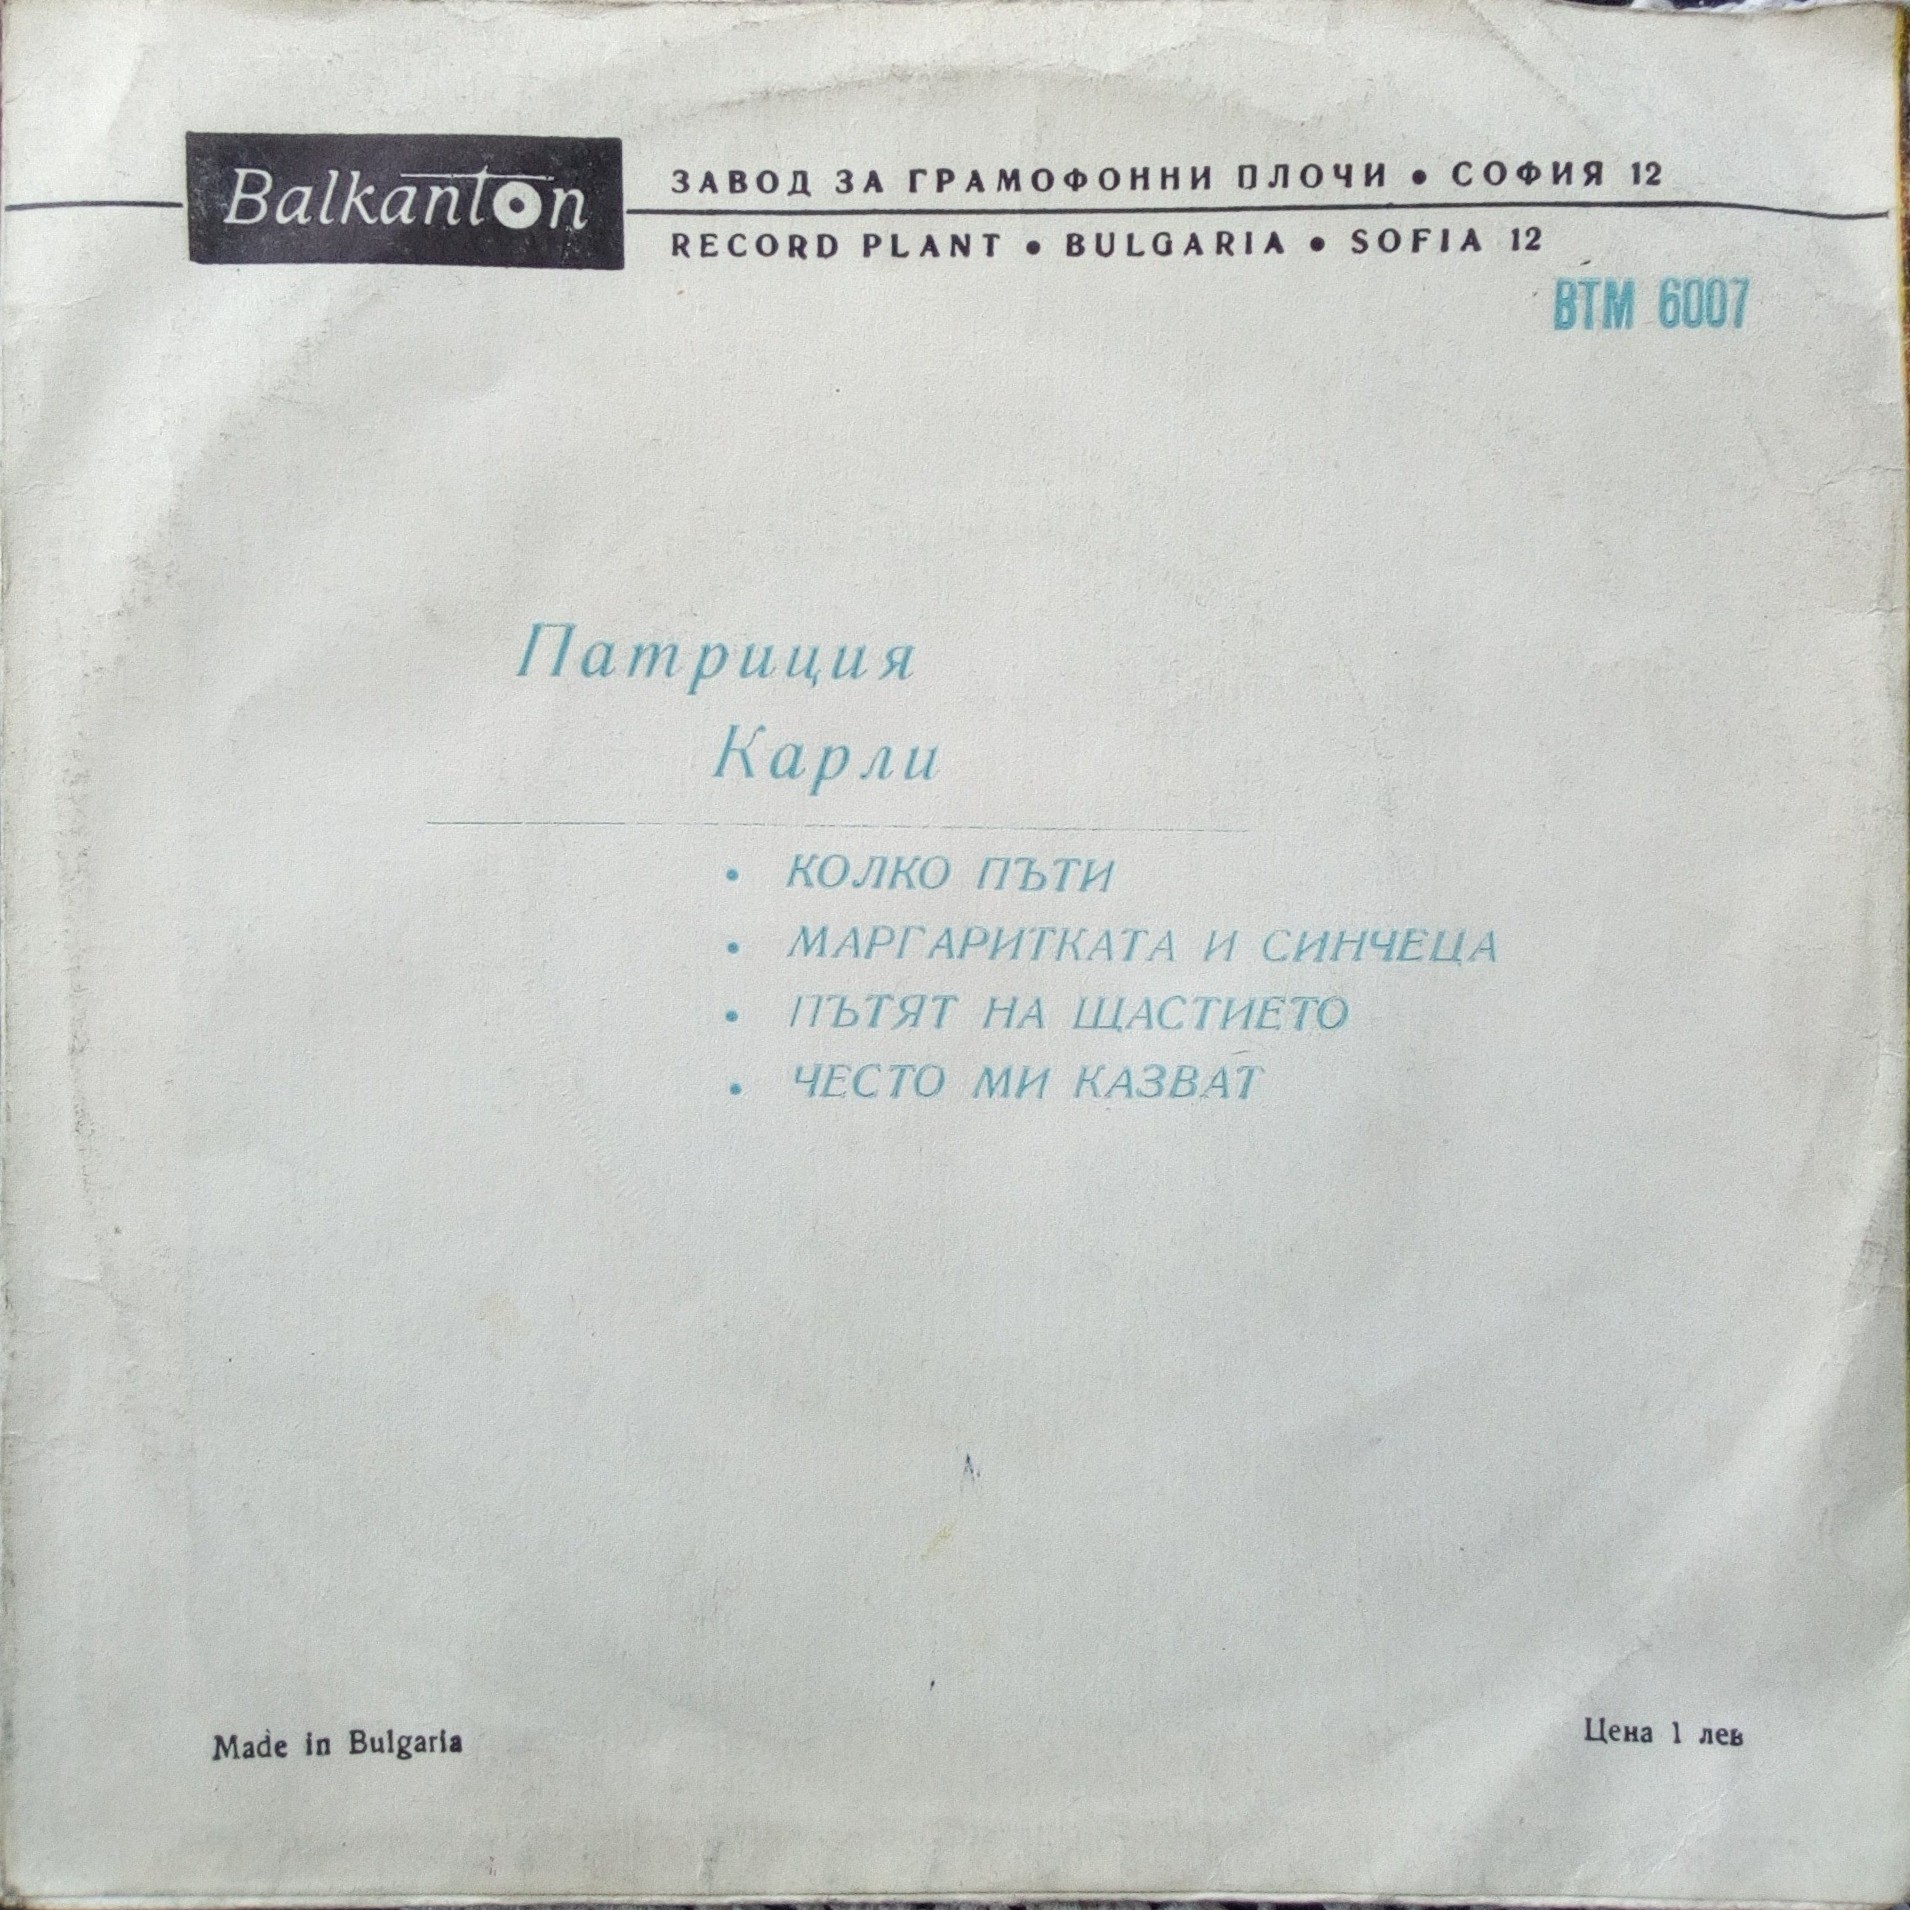 Balkanton
ЗАВОД ЗА ГРАМОФОННИ ПЛОЧИ • СОФИЯ 12
RECORD PLANT • BULGARIA • SOFIA 12
ВТМ 6007
Патриция
Карли
• КОЛКО ПЪТИ
• МАРГАРИТКАТА И СИНЧЕЦА
• ПЪТЯТ НА ЩАСТИЕТО
• ЧЕСТО МИ КАЗВАТ
Made in Bulgaria
Цена 1 лев